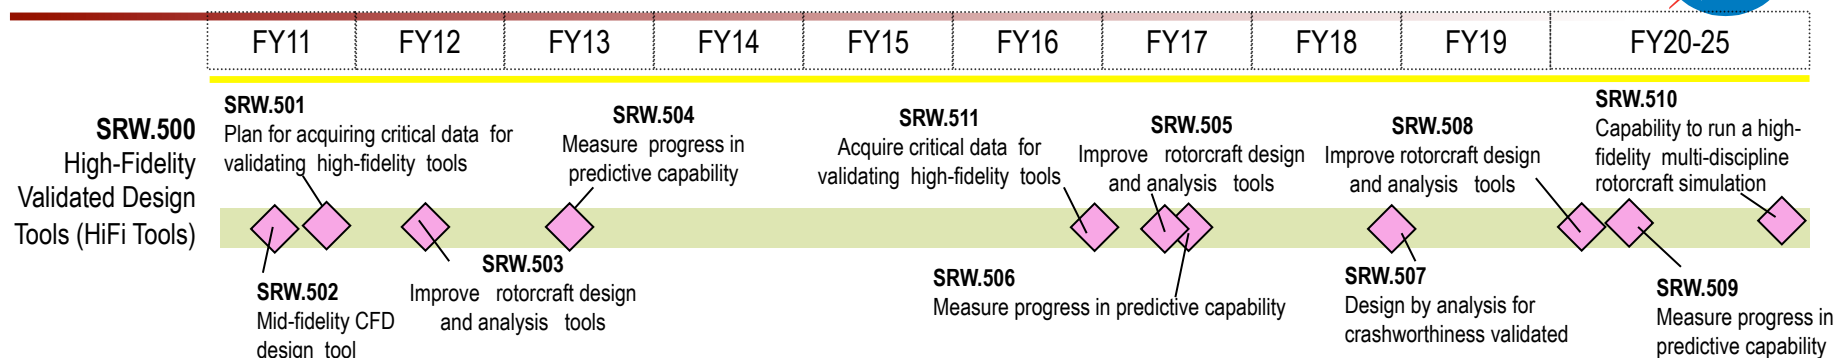 FY11 FY12 FY13 FY14 FY15 FY16 FY17 FY18 FY19 FY20-25
SRW.500
High-Fidelity
Validated Design
Tools (HiFi Tools)
SRW.501
Plan for acquiring critical data for
validating high-fidelity tools
SRW.502
Mid-fidelity CFD
design tool
SRW.503
Improve rotorcraft design
and analysis tools
SRW.504
Measure progress in
predictive capability
SRW.511
Acquire critical data for
validating high-fidelity tools
SRW.506
Measure progress in predictive capability
SRW.505
Improve rotorcraft design
and analysis tools
SRW.508
Improve rotorcraft design
and analysis tools
SRW.507
Design by analysis for
crashworthiness validated
SRW.510
Capability to run a high-
fidelity multi-discipline
rotorcraft simulation
SRW.509
Measure progress in
predictive capability